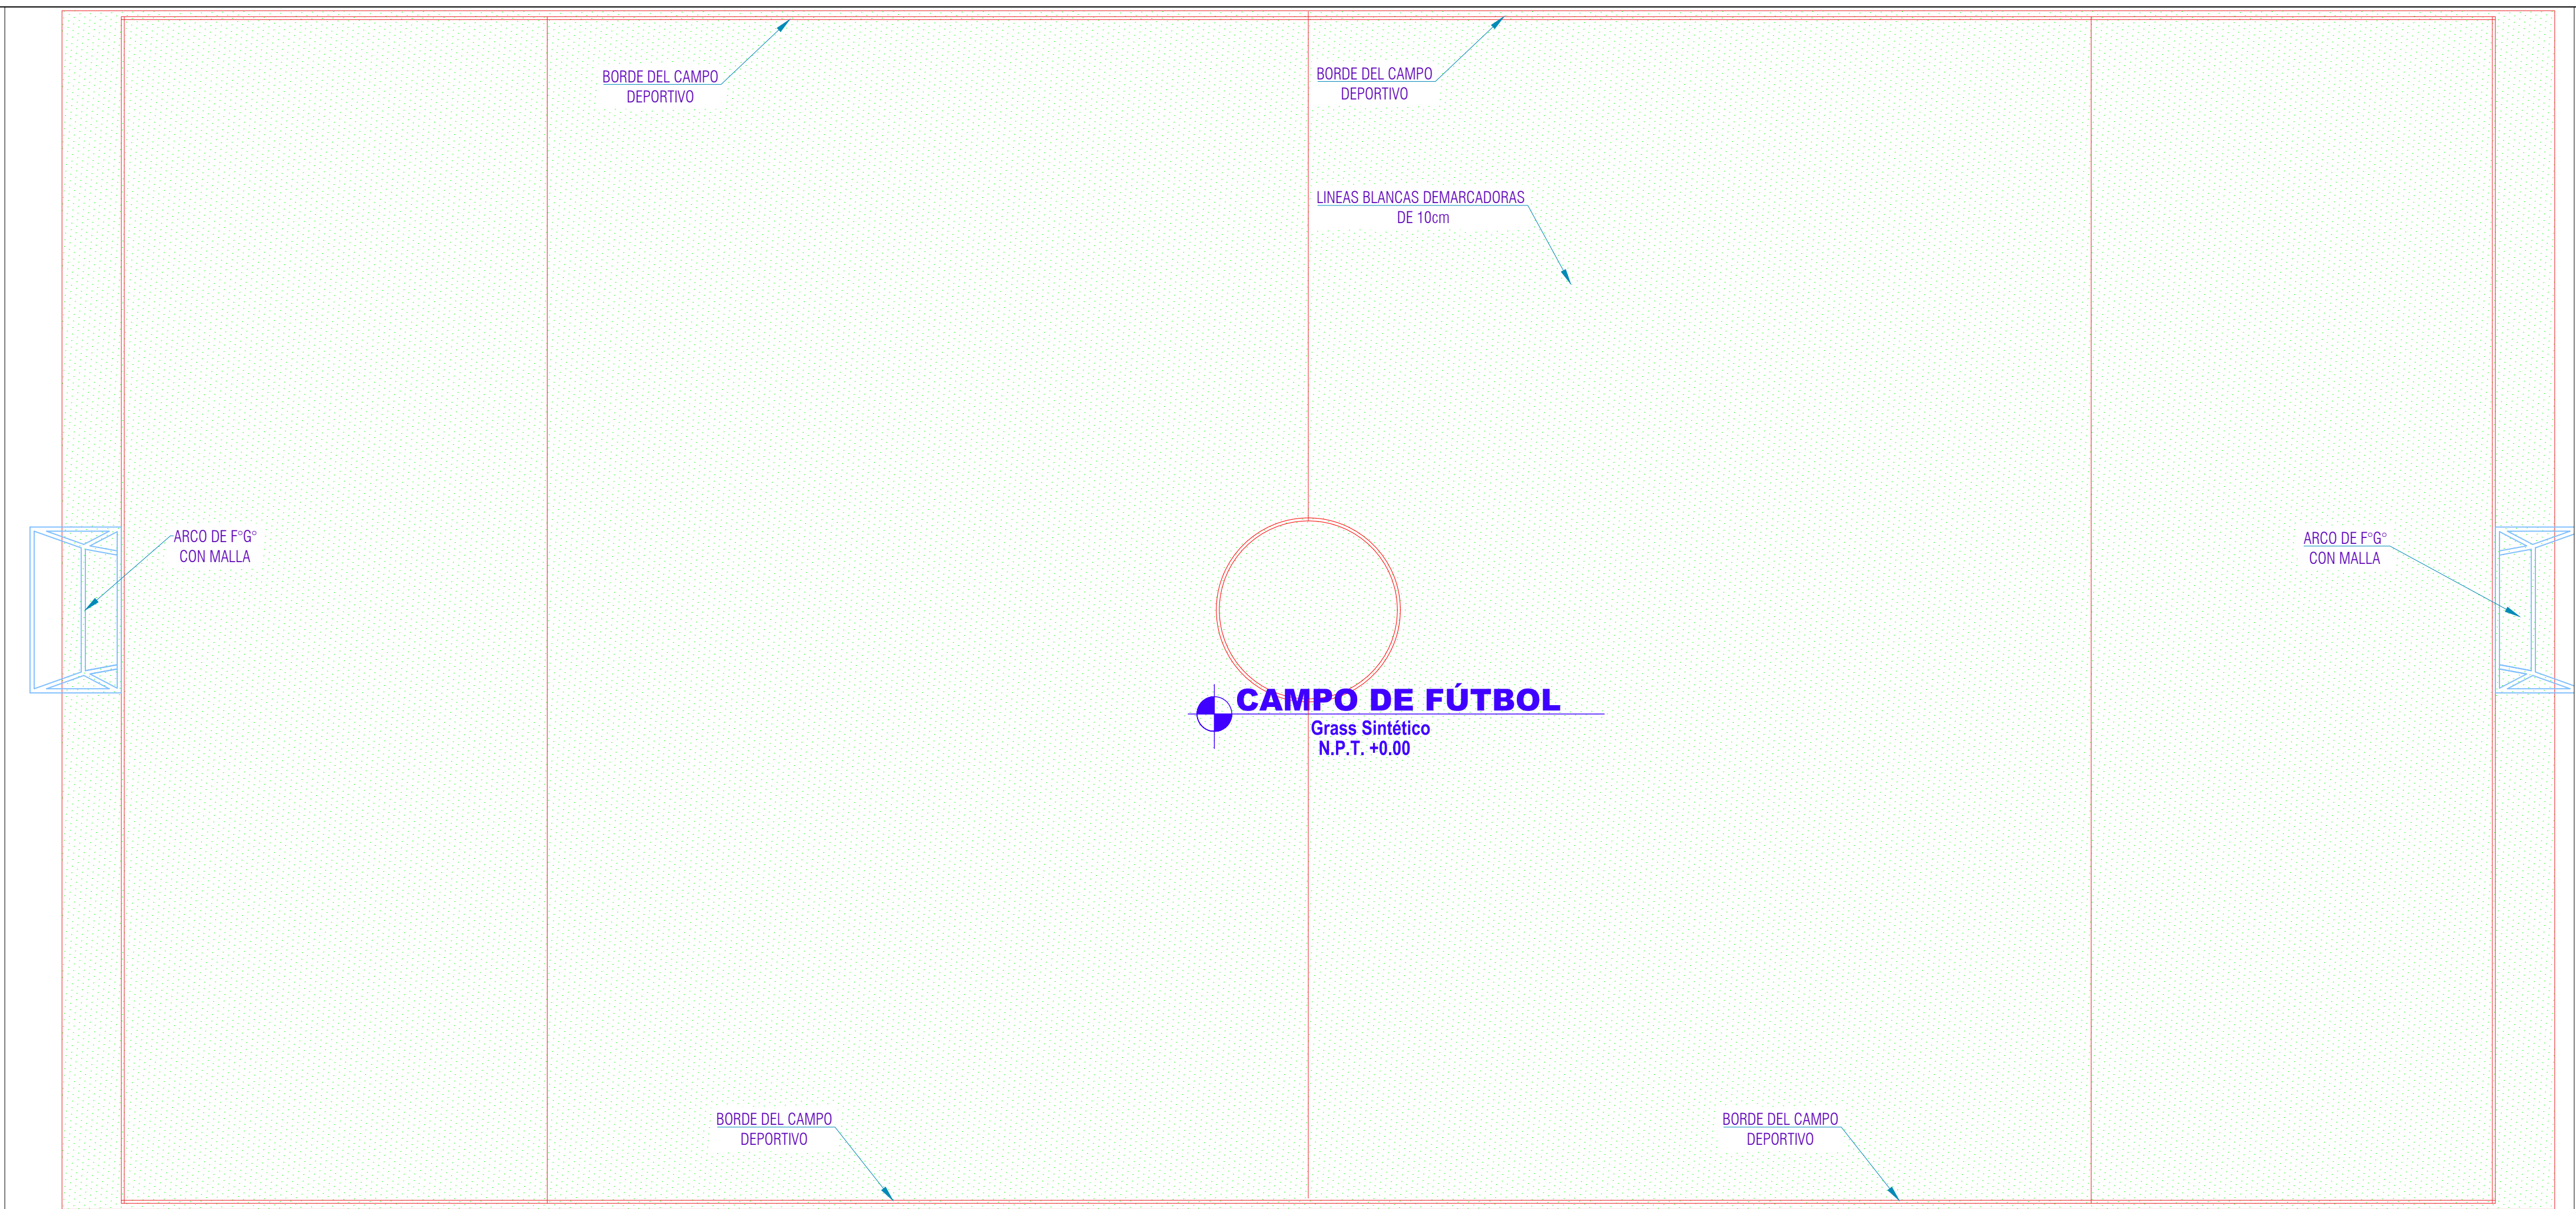 BORDE DEL CAMPO
DEPORTIVO
BORDE DEL CAMPO
DEPORTIVO
LINEAS BLANCAS DEMARCADORAS
DE 10cm
ARCO DE F°G°
CON MALLA
ARCO DE F°G°
CON MALLA
CAMPO DE FÚTBOL
Grass Sintético
N.P.T. +0.00
BORDE DEL CAMPO
DEPORTIVO
BORDE DEL CAMPO
DEPORTIVO